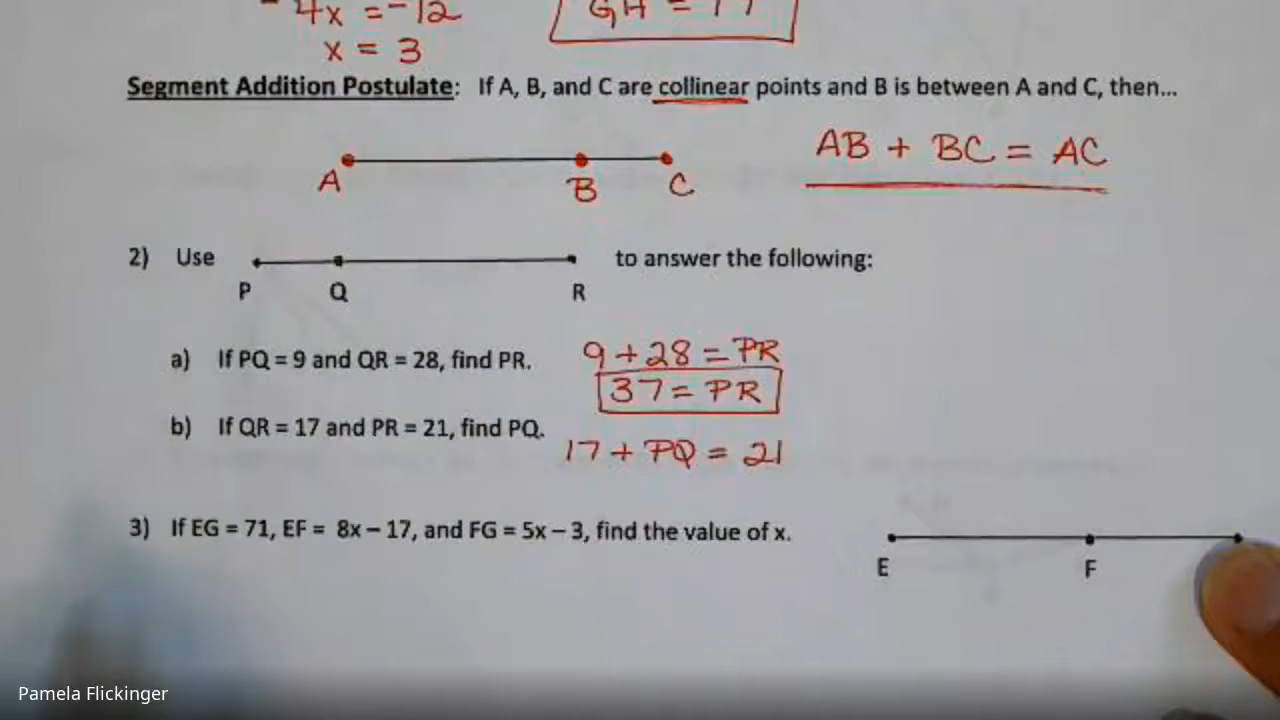 -4x = -12
GH = 77
x = 3
Segment Addition Postulate: If A, B, and C are collinear points and B is between A and C, then...
AB + BC = AC
A B C
2) Use to answer the following:
P Q R
a) If PQ = 9 and QR = 28, find PR. 9 + 28 = PR
37 = PR
b) If QR = 17 and PR = 21, find PQ.
17 + PQ = 21
3) If EG = 71, EF = 8x – 17, and FG = 5x – 3, find the value of x.
E F
Pamela Flickinger